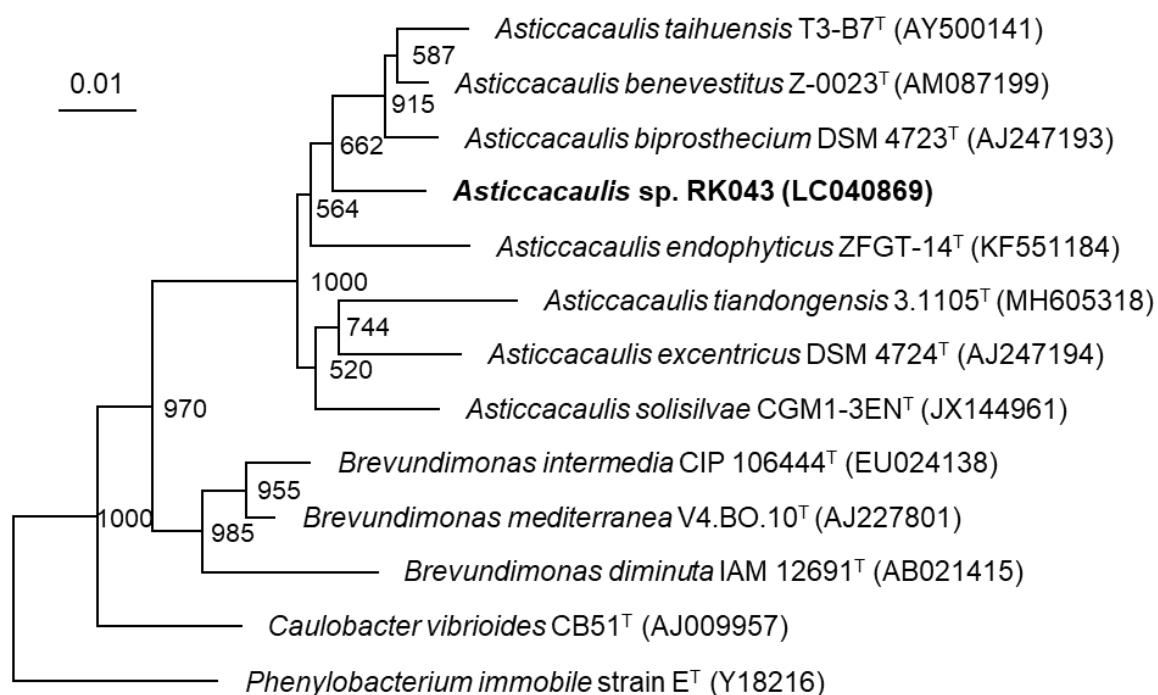 Asticcacaulis taihuensis T3-B7ᵀ (AY500141)
0.01
587
Asticcacaulis benevestitus Z-0023ᵀ (AM087199)
915
Asticcacaulis biprosthecium DSM 4723ᵀ (AJ247193)
662
Asticcacaulis sp. RK043 (LC040869)
564
Asticcacaulis endophyticus ZFGT-14ᵀ (KF551184)
1000
Asticcacaulis tiandongensis 3.1105ᵀ (MH605318)
744
Asticcacaulis excentricus DSM 4724ᵀ (AJ247194)
520
Asticcacaulis solisilvae CGM1-3ENᵀ (JX144961)
970
Brevundimonas intermedia CIP 106444ᵀ (EU024138)
955
Brevundimonas mediterranea V4.BO.10ᵀ (AJ227801)
1000
985
Brevundimonas diminuta IAM 12691ᵀ (AB021415)
Caulobacter vibrioides CB51ᵀ (AJ009957)
Phenylobacterium immobile strain Eᵀ (Y18216)